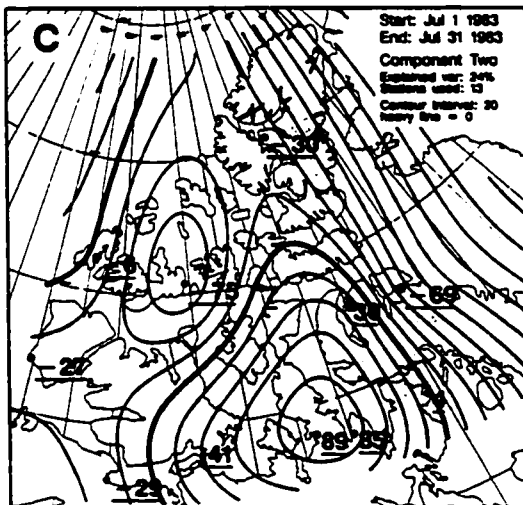 C
Start: Jul 1 1983
End: Jul 31 1983
Component Two
Explained var: 24%
Stations used: 13
Contour Interval: 20
heavy line = 0
-69
-27
41
89 85
-29